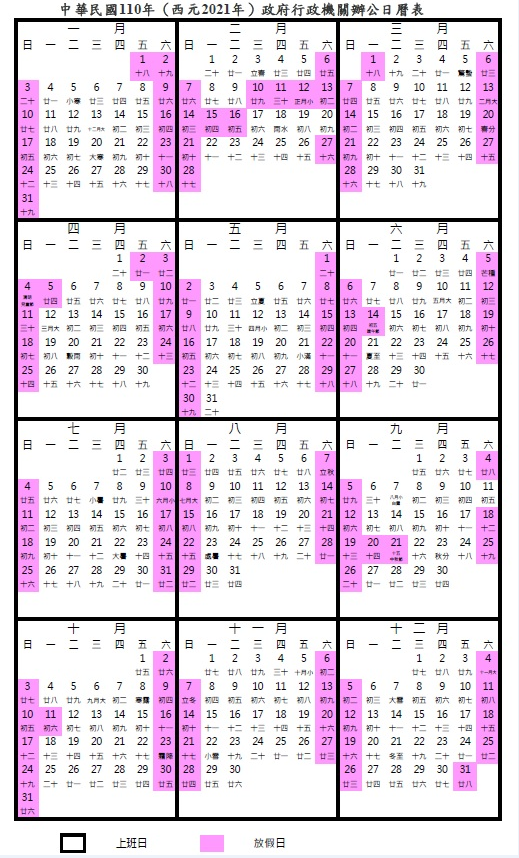 中華民國110年（西元2021年）政府行政機關辦公日曆表
一 月
日 一 二 三 四 五 六
1 2
十八 十九
3 4 5 6 7 8 9
二十 廿一 小寒 廿三 廿四 廿五 廿六
10 11 12 13 14 15 16
廿七 廿八 廿九 十二月大 初二 初三 初四
17 18 19 20 21 22 23
初五 初六 初七 大寒 初九 初十 十一
24 25 26 27 28 29 30
十二 十三 十四 十五 十六 十七 十八
31
十九
二 月
日 一 二 三 四 五 六
1 2 3 4 5 6
二十 廿一 立春 廿三 廿四 廿五
7 8 9 10 11 12 13
廿六 廿七 廿八 廿九 三十 正月小 初二
14 15 16 17 18 19 20
初三 初四 初五 初六 雨水 初八 初九
21 22 23 24 25 26 27
初十 十一 十二 十三 十四 十五 十六
28
十七
三 月
日 一 二 三 四 五 六
1 2 3 4 5 6
十八 十九 二十 廿一 驚蟄 廿三
7 8 9 10 11 12 13
廿四 廿五 廿六 廿七 廿八 廿九 二月大
14 15 16 17 18 19 20
初二 初三 初四 初五 初六 初七 春分
21 22 23 24 25 26 27
初九 初十 十一 十二 十三 十四 十五
28 29 30 31
十六 十七 十八 十九
四 月
日 一 二 三 四 五 六
1 2 3
二十 廿一 廿二
4 5 6 7 8 9 10
清明
兒童節 廿四 廿五 廿六 廿七 廿八 廿九
11 12 13 14 15 16 17
三十 三月大 初二 初三 初四 初五 初六
18 19 20 21 22 23 24
初七 初八 穀雨 初十 十一 十二 十三
25 26 27 28 29 30
十四 十五 十六 十七 十八 十九
五 月
日 一 二 三 四 五 六
1
二十
2 3 4 5 6 7 8
廿一 廿二 廿三 立夏 廿五 廿六 廿七
9 10 11 12 13 14 15
廿八 廿九 三十 四月小 初二 初三 初四
16 17 18 19 20 21 22
初五 初六 初七 初八 初九 小滿 十一
23 24 25 26 27 28 29
十二 十三 十四 十五 十六 十七 十八
30 31
十九 二十
六 月
日 一 二 三 四 五 六
1 2 3 4 5
廿一 廿二 廿三 廿四 芒種
6 7 8 9 10 11 12
廿六 廿七 廿八 廿九 五月大 初二 初三
13 14 15 16 17 18 19
初四 初五
端午節 初六 初七 初八 初九 初十
20 21 22 23 24 25 26
十一 夏至 十三 十四 十五 十六 十七
27 28 29 30
十八 十九 二十 廿一
七 月
日 一 二 三 四 五 六
1 2 3
廿二 廿三 廿四
4 5 6 7 8 9 10
廿五 廿六 廿七 小暑 廿九 三十 六月小
11 12 13 14 15 16 17
初二 初三 初四 初五 初六 初七 初八
18 19 20 21 22 23 24
初九 初十 十一 十二 大暑 十四 十五
25 26 27 28 29 30 31
十六 十七 十八 十九 二十 廿一 廿二
八 月
日 一 二 三 四 五 六
1 2 3 4 5 6 7
廿三 廿四 廿五 廿六 廿七 廿八 立秋
8 9 10 11 12 13 14
七月大 初二 初三 初四 初五 初六 初七
15 16 17 18 19 20 21
初八 初九 初十 十一 十二 十三 十四
22 23 24 25 26 27 28
十五 處暑 十七 十八 十九 二十 廿一
29 30 31
廿二 廿三 廿四
九 月
日 一 二 三 四 五 六
1 2 3 4
廿五 廿六 廿七 廿八
5 6 7 8 9 10 11
廿九 三十 八月小
白露 初二 初三 初四 初五
12 13 14 15 16 17 18
初六 初七 初八 初九 初十 十一 十二
19 20 21 22 23 24 25
十三 十四 十五
中秋節 十六 秋分 十八 十九
26 27 28 29 30
二十 廿一 廿二 廿三 廿四
十 月
日 一 二 三 四 五 六
1 2
廿五 廿六
3 4 5 6 7 8 9
廿七 廿八 廿九 九月大 初二 寒露 初四
10 11 12 13 14 15 16
初五 初六 初七 初八 初九 初十 十一
17 18 19 20 21 22 23
十二 十三 十四 十五 十六 十七 霜降
24 25 26 27 28 29 30
十九 二十 廿一 廿二 廿三 廿四 廿五
31
廿六
十 一 月
日 一 二 三 四 五 六
1 2 3 4 5 6
廿七 廿八 廿九 三十 十月小 初二
7 8 9 10 11 12 13
立冬 初四 初五 初六 初七 初八 初九
14 15 16 17 18 19 20
初十 十一 十二 十三 十四 十五 十六
21 22 23 24 25 26 27
十七 小雪 十九 二十 廿一 廿二 廿三
28 29 30
廿四 廿五 廿六
十 二 月
日 一 二 三 四 五 六
1 2 3 4
廿七 廿八 廿九 十一月大
5 6 7 8 9 10 11
初二 初三 大雪 初五 初六 初七 初八
12 13 14 15 16 17 18
初九 初十 十一 十二 十三 十四 十五
19 20 21 22 23 24 25
十六 十七 冬至 十九 二十 廿一 廿二
26 27 28 29 30 31
廿三 廿四 廿五 廿六 廿七 廿八
上班日 放假日